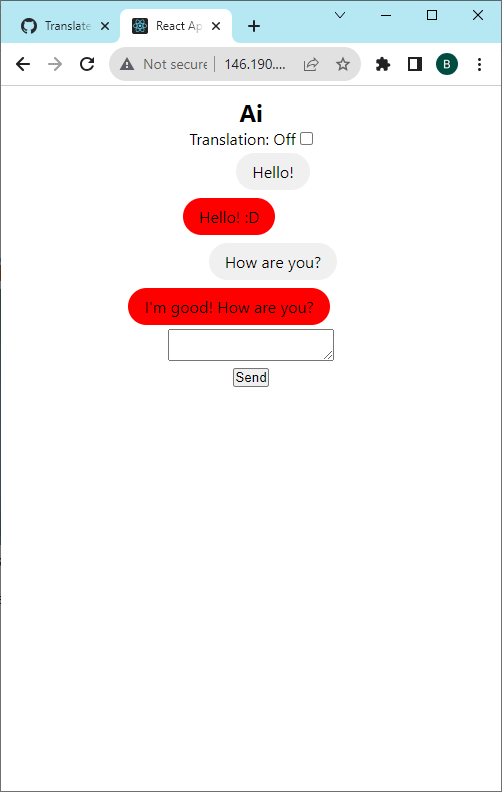 Translate
React Ap
Not secure
146.190....
B
Ai
Translation: Off
Hello!
Hello! :D
How are you?
I'm good! How are you?
Send